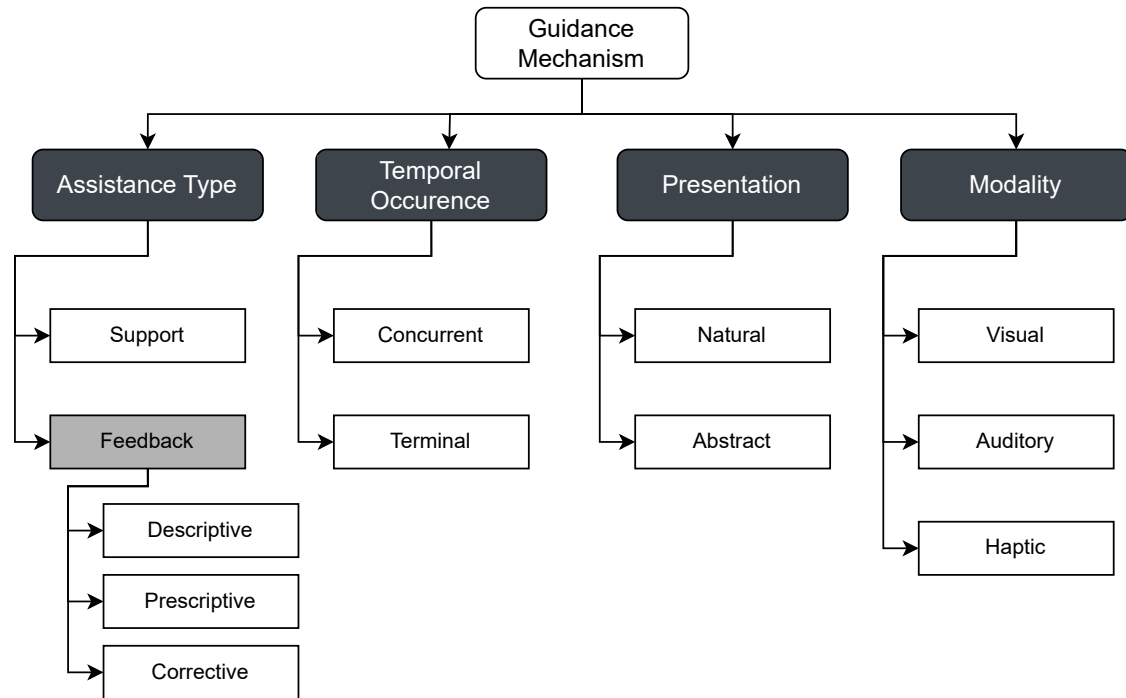 Guidance
Mechanism
Assistance Type
Temporal
Occurence
Presentation
Modality
Support
Concurrent
Natural
Visual
Feedback
Terminal
Abstract
Auditory
Descriptive
Haptic
Prescriptive
Corrective